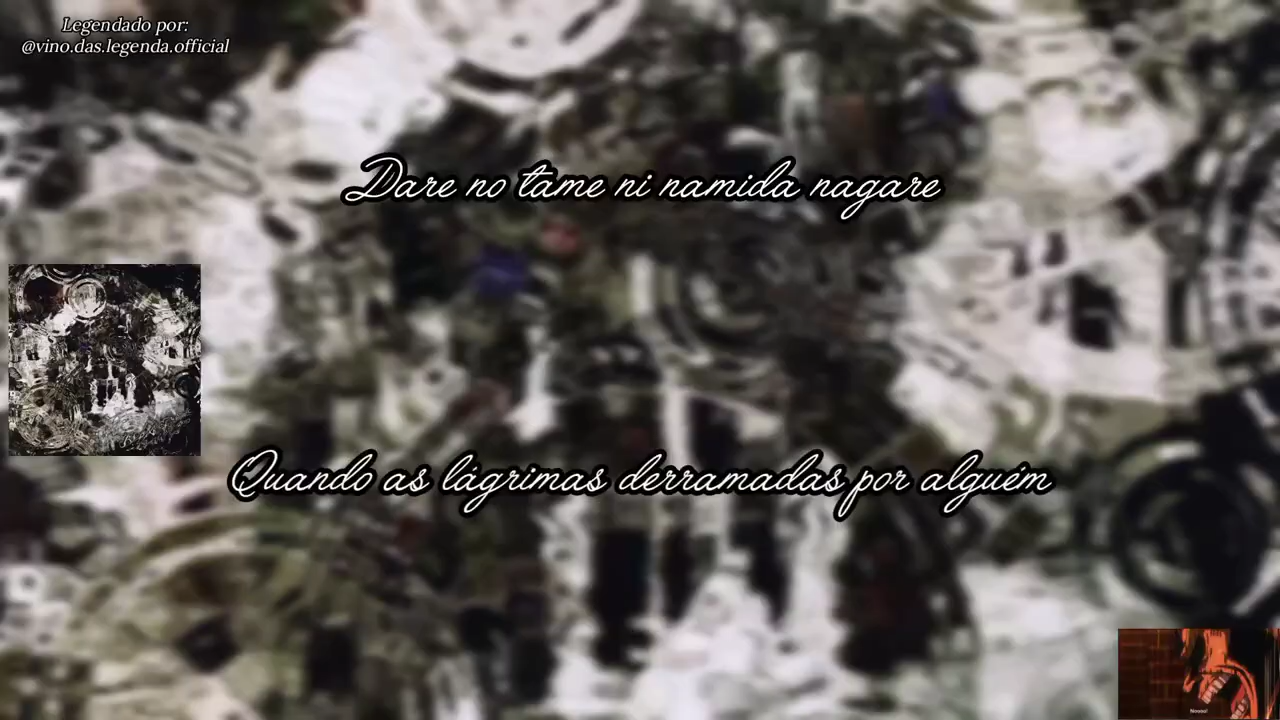 Legendado por:
@vino.das.legenda.official
Dare no tame ni namida nagare
Quando as lágrimas derramadas por alguém